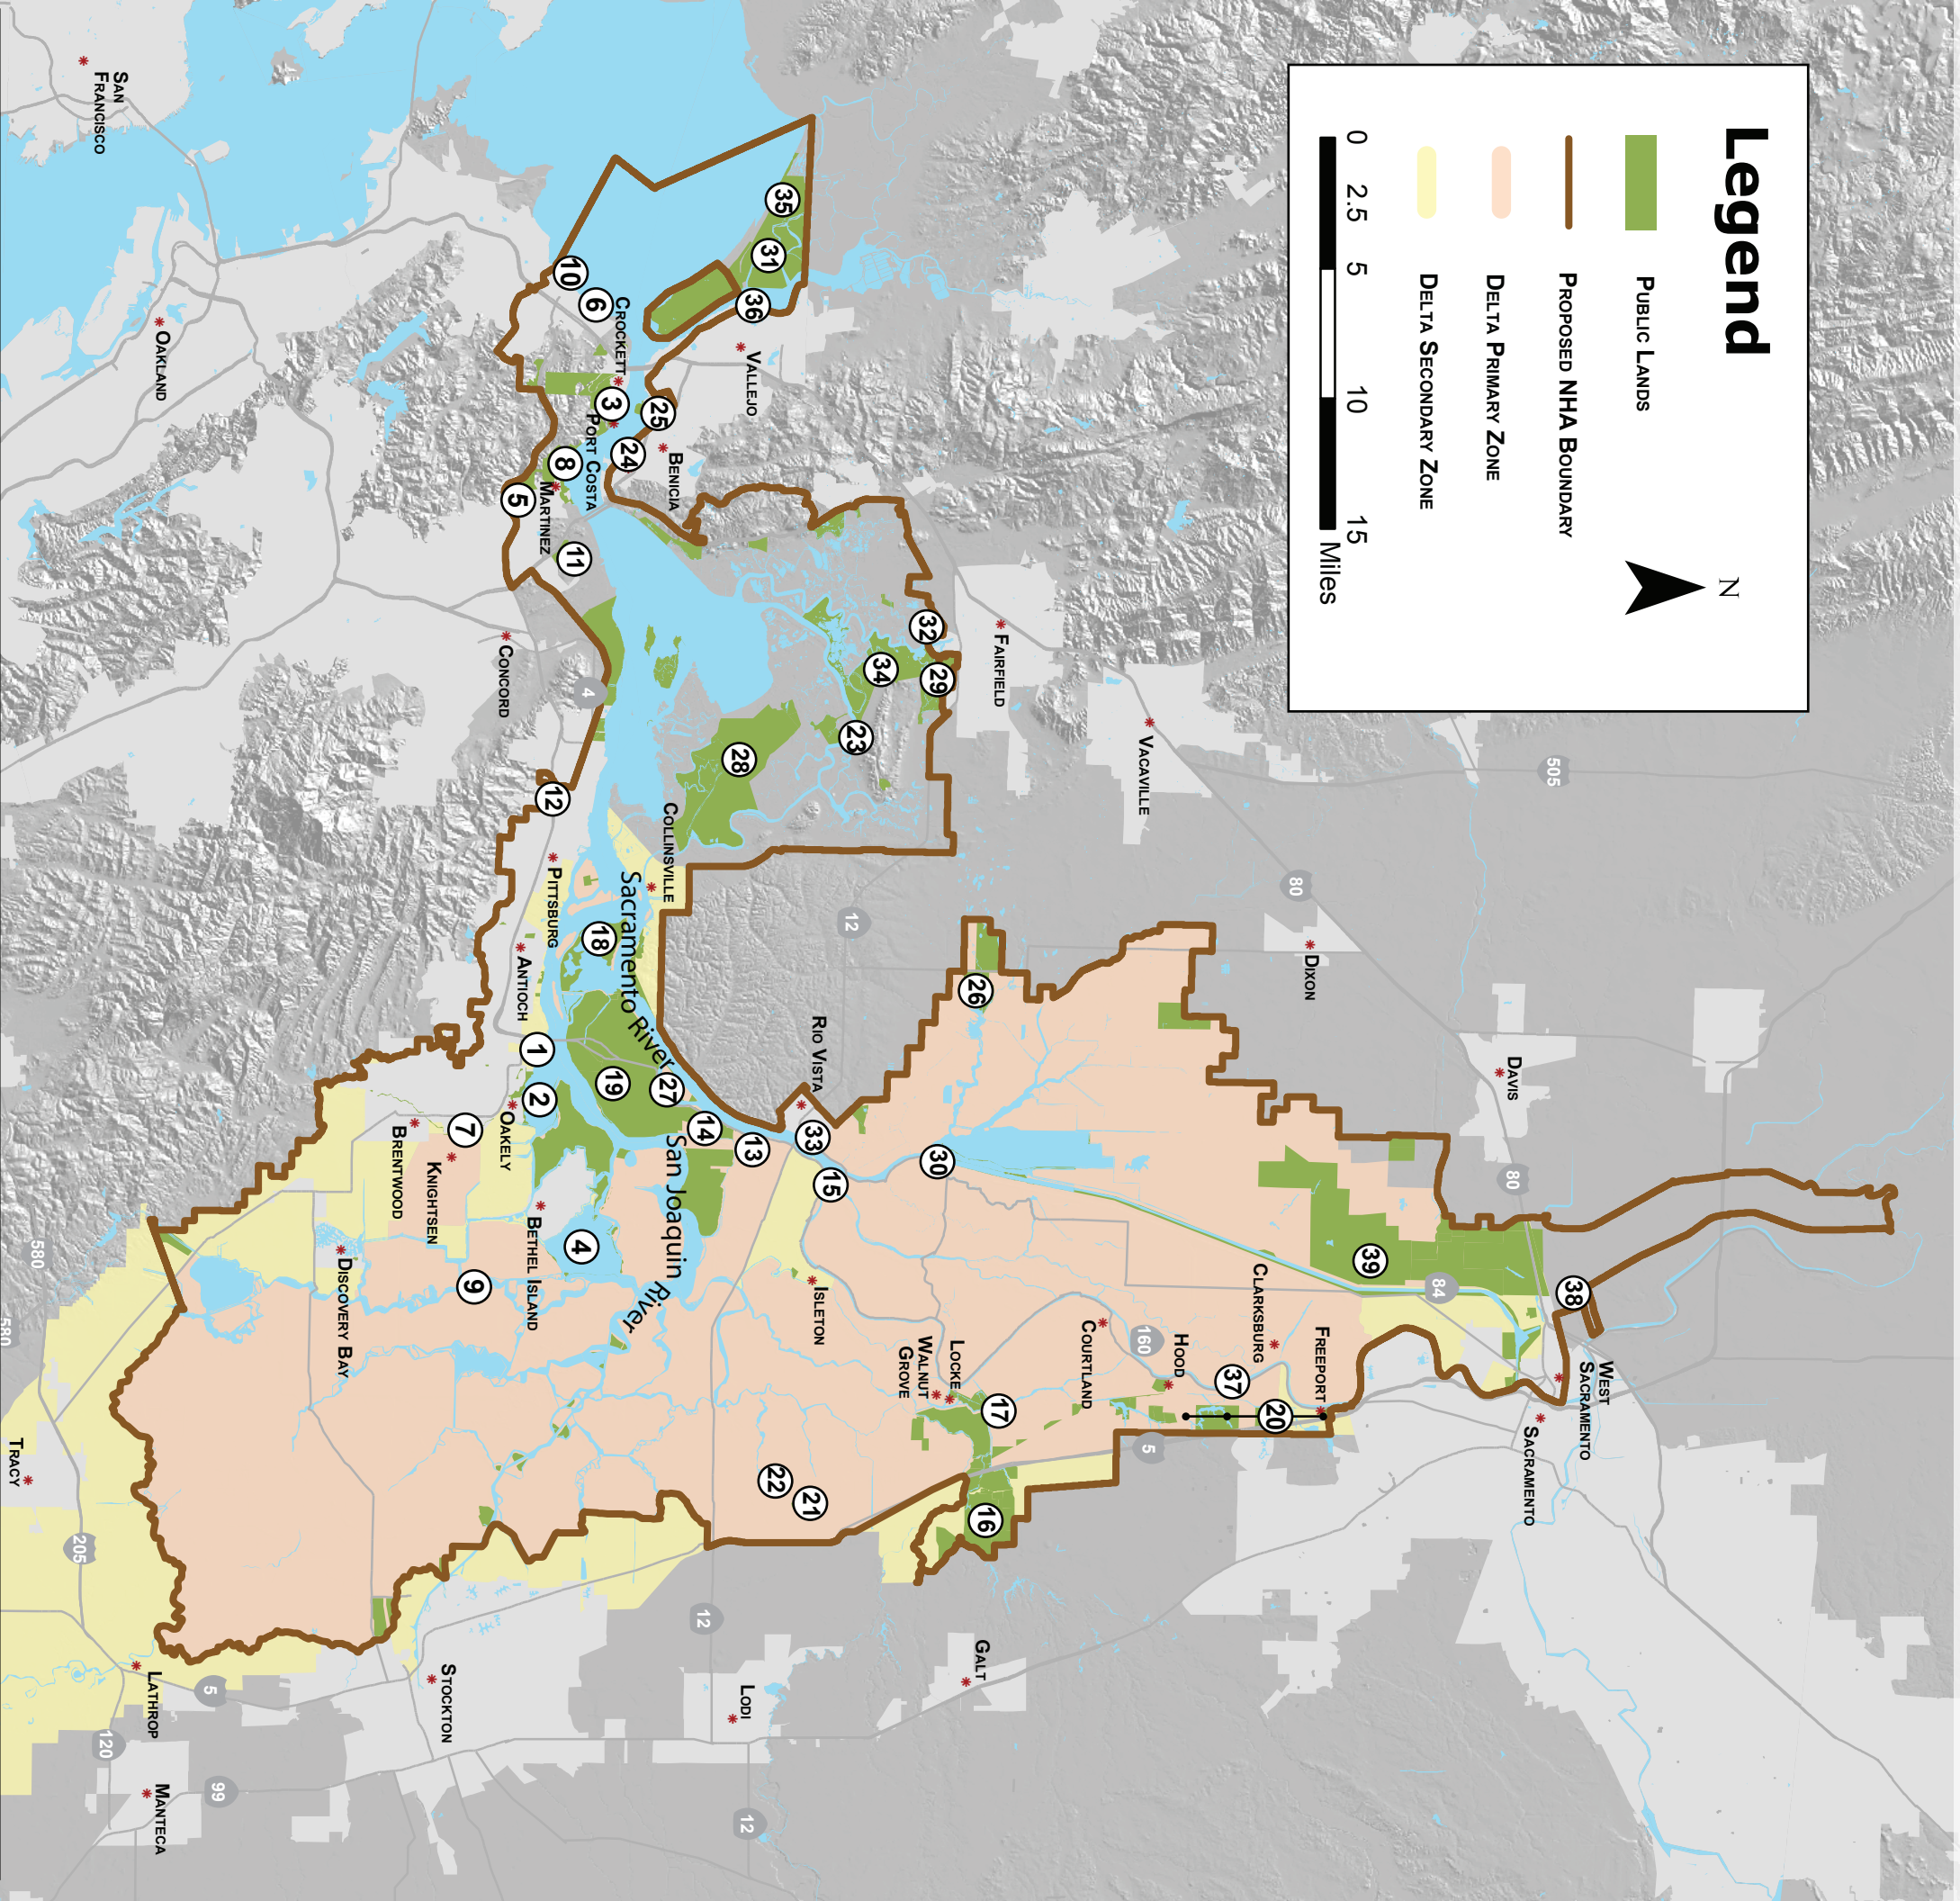 Legend
PUBLIC LANDS
PROPOSED NHA BOUNDARY
DELTA PRIMARY ZONE
DELTA SECONDARY ZONE
N
0 2.5 5 10 15
Miles
505
80
VACAVILLE
DIXON
DAVIS
80
38
WEST
SACRAMENTO
SACRAMENTO
84
39
FREEPORT
20
CLARKSBURG
37
HOOD
160
5
COURTLAND
FAIRFIELD
32
29
34
23
28
12
26
30
LOCKE
WALNUT
GROVE
17
16
GALT
35
31
36
VALLEJO
BENICIA
25
24
COLLINSVILLE
RIO VISTA
33
15
13
14
27
ISLETON
21
22
12
LODI
12
10
6
CROCKETT
3
PORT COSTA
8
MARTINEZ
5
11
CONCORD
4
12
PITTSBURG
18
Sacramento River
19
San Joaquin
River
ANTIOCH
1
2
OAKELY
7
KNIGHTSEN
BRENTWOOD
BETHEL ISLAND
4
9
DISCOVERY BAY
STOCKTON
SAN
FRANCISCO
OAKLAND
580
580
TRACY
205
LATHROP
5
120
99
MANTECA